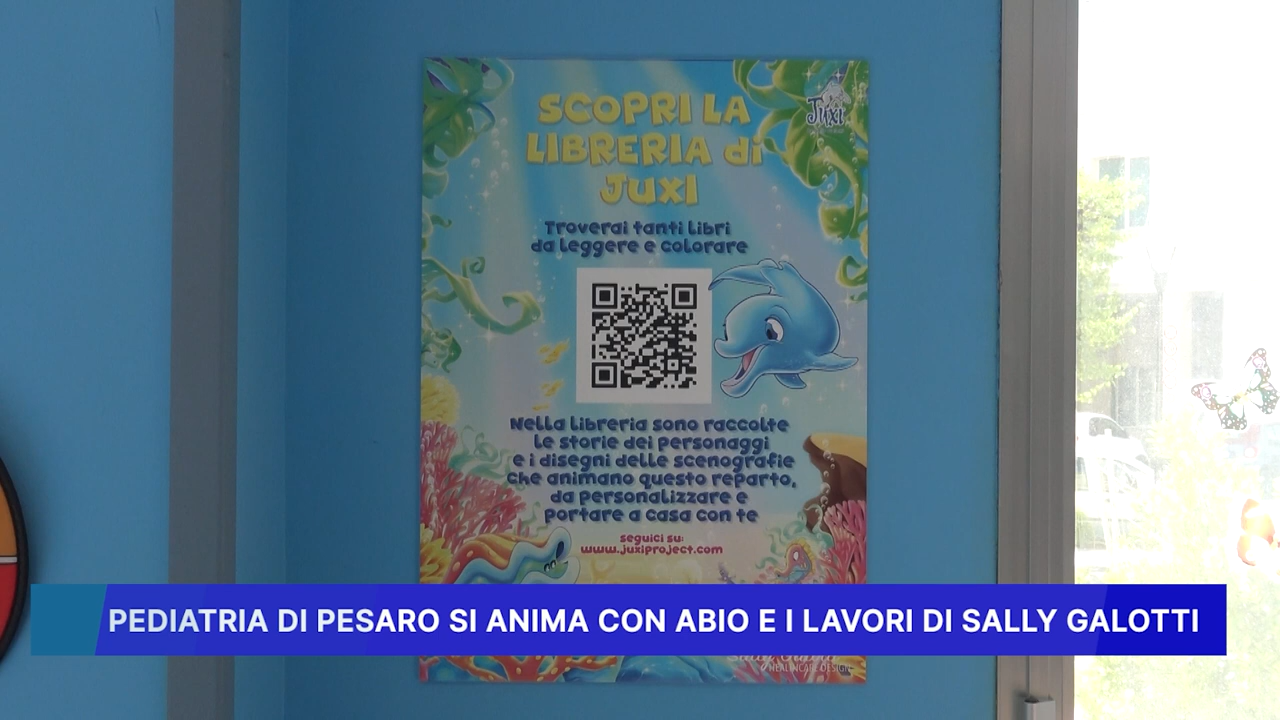 SCOPRI LA
LIBRERIA di
JUXI
Juxi
Troverai tanti libri
da leggere e colorare
Nella libreria sono raccolte
le storie dei personaggi
e i disegni delle scenografie
che animano questo reparto,
da personalizzare e
portare a casa con te
seguici su:
www.juxiproject.com
PEDIATRIA DI PESARO SI ANIMA CON ABIO E I LAVORI DI SALLY GALOTTI
HEALTHCARE DESIGN